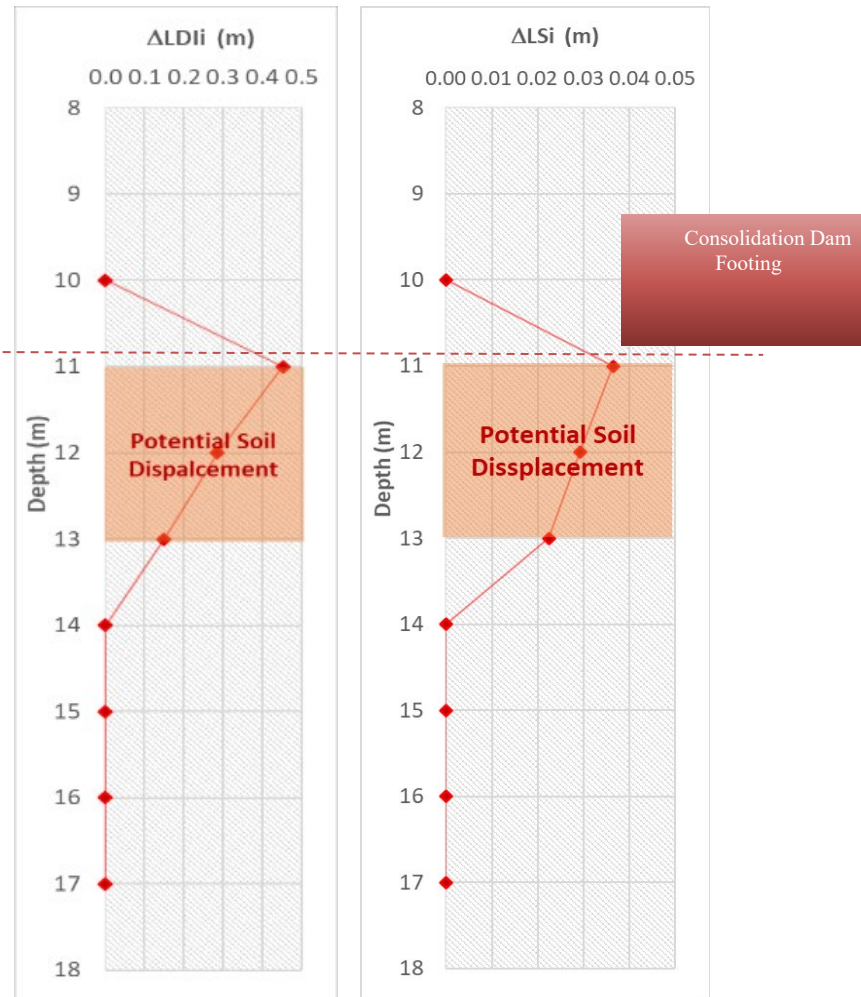 ΔLDIi (m)
0.0 0.1 0.2 0.3 0.4 0.5
8
9
10
11
12
13
14
15
16
17
18
Depth (m)
Potential Soil
Dispalcement
ΔLSi (m)
0.00 0.01 0.02 0.03 0.04 0.05
8
9
10
11
12
13
14
15
16
17
18
Depth (m)
Potential Soil
Dissplacement
Consolidation Dam
Footing